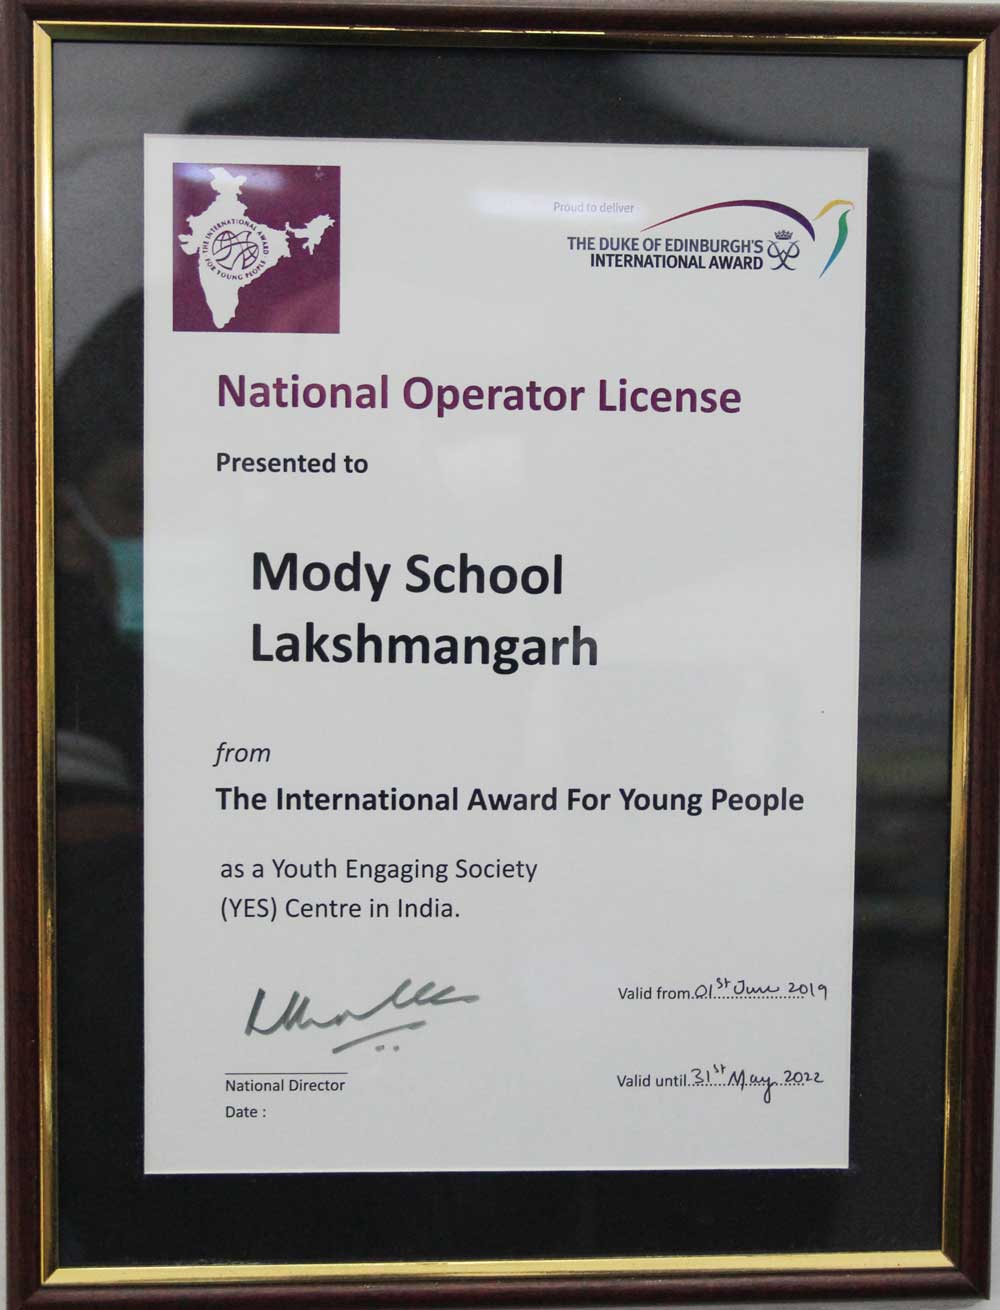 THE INTERNATIONAL AWARD
FOR YOUNG PEOPLE
Proud to deliver
THE DUKE OF EDINBURGH'S
INTERNATIONAL AWARD
National Operator License
Presented to
Mody School
Lakshmangarh
from
The International Award For Young People
as a Youth Engaging Society
(YES) Centre in India.
Valid from 01st June 2019
National Director
Valid until 31st May 2022
Date :